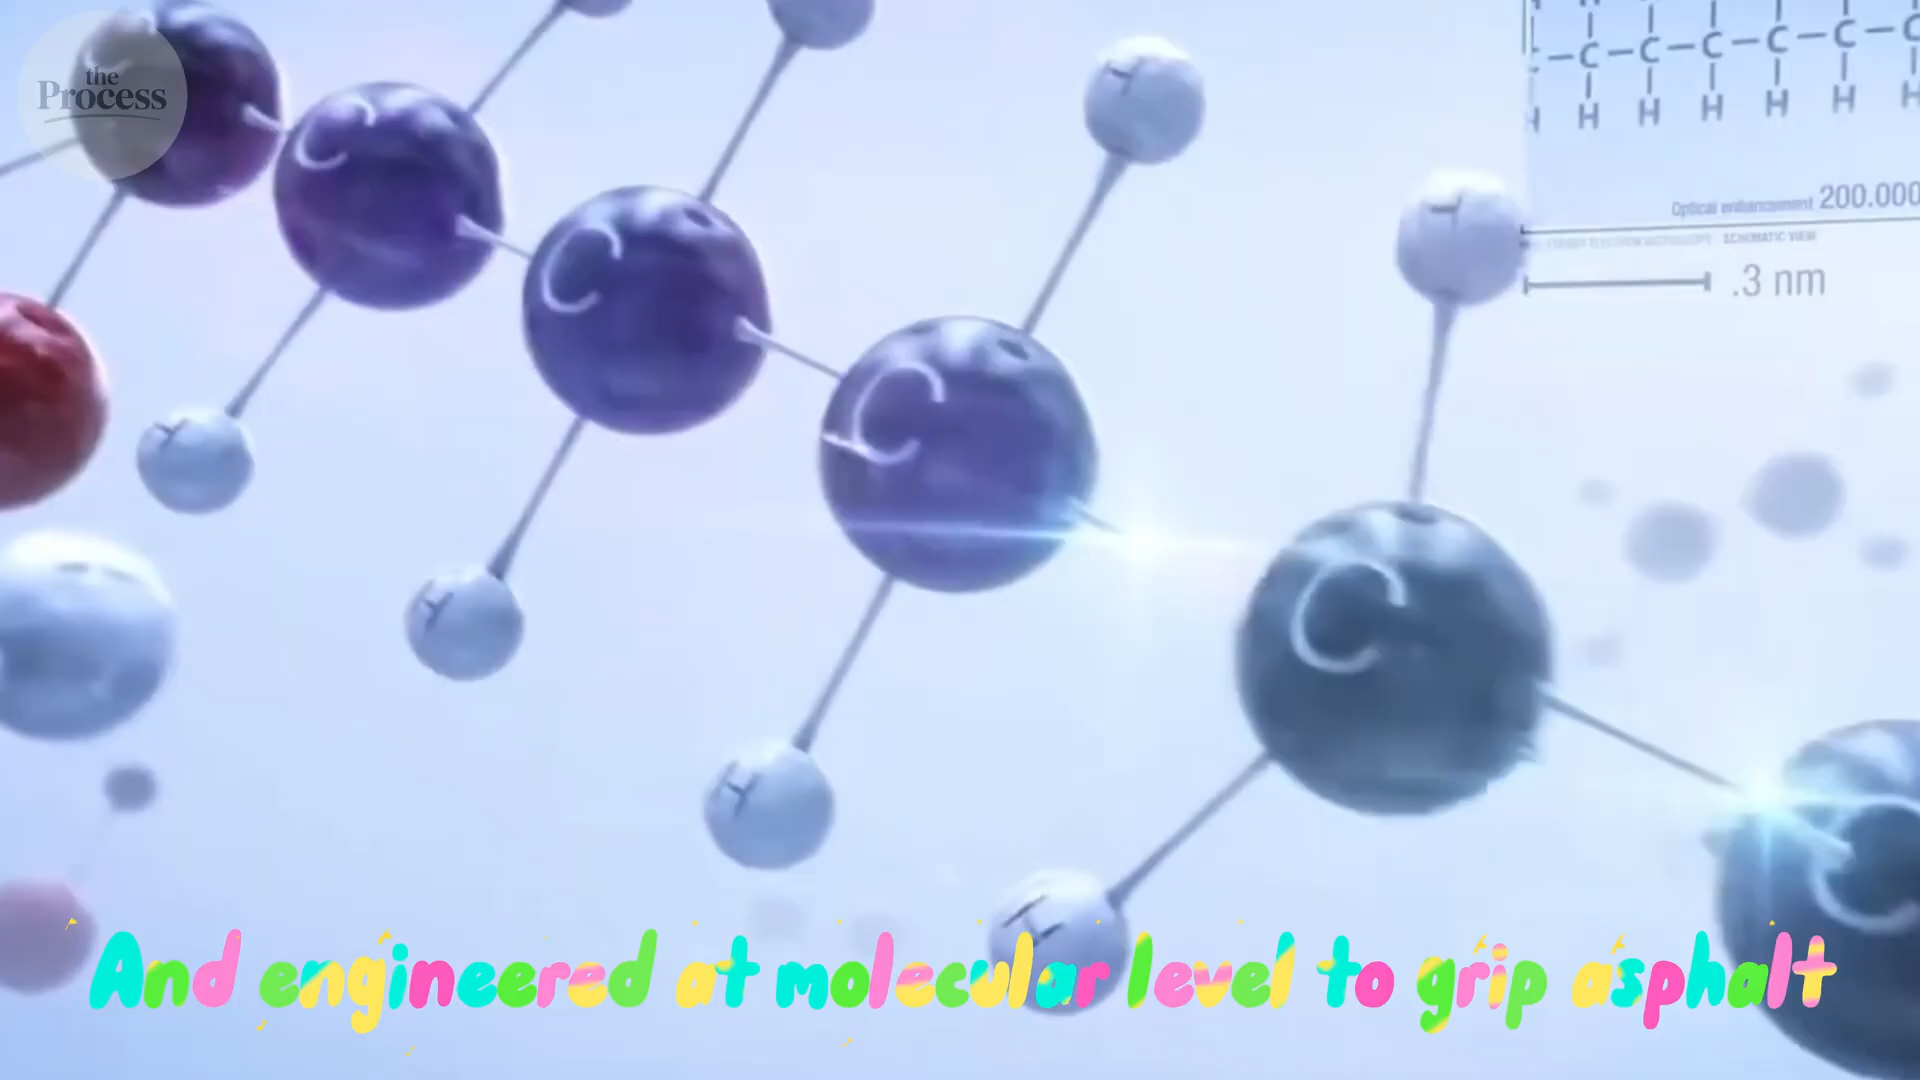 the
Process
C
C
C
C
C
C
H
H
H
H
H
H
H
C-C-C-C-C-C
H H H H H H H
Optical enhancement 200.000
SCHEMATIC VIEW
.3 nm
And engineered at molecular level to grip asphalt